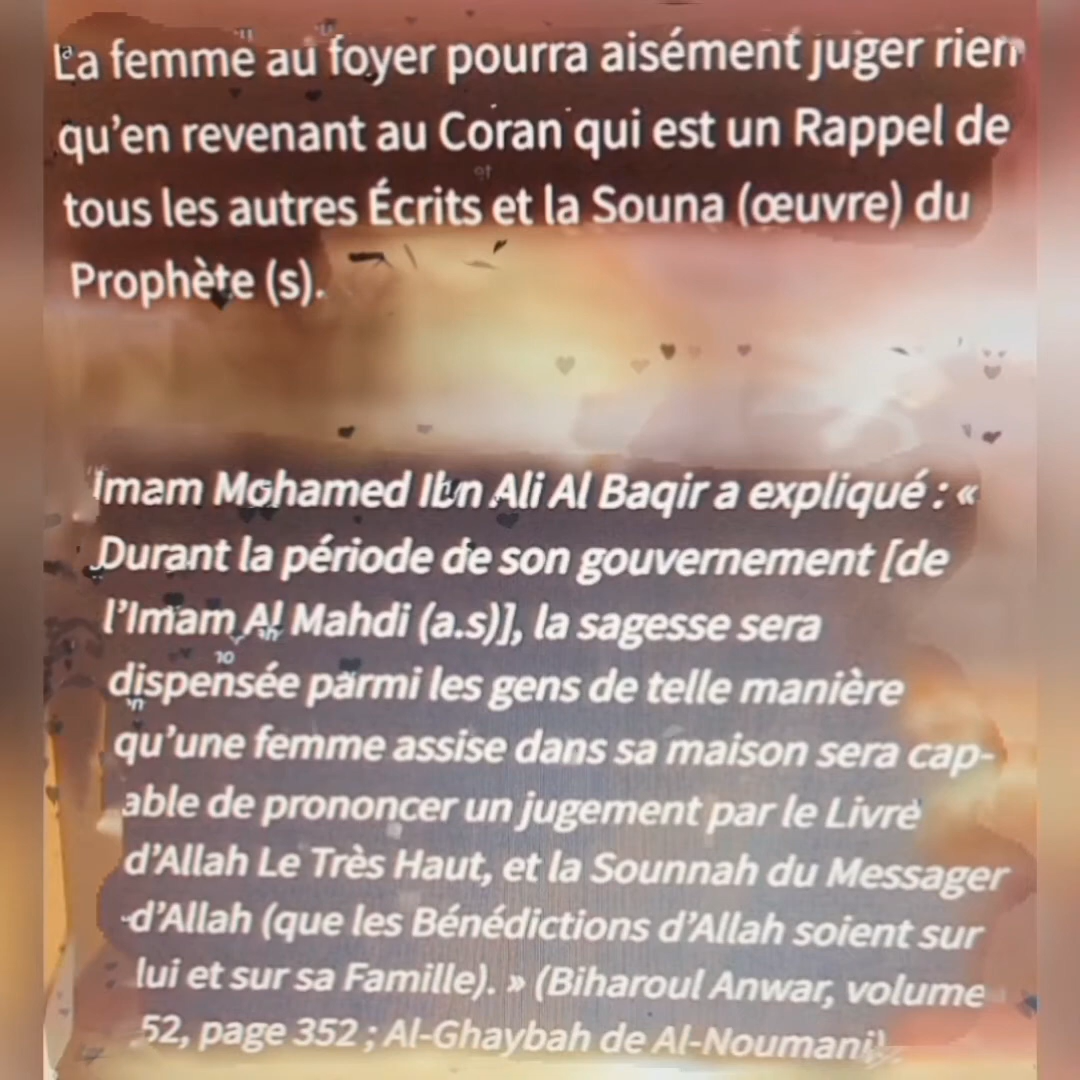 La femme au foyer pourra aisément juger rien
qu'en revenant au Coran qui est un Rappel de
tous les autres Écrits et la Souna (œuvre) du
Prophète (s).
Imam Mohamed Ibn Ali Al Baqir a expliqué : «
Durant la période de son gouvernement [de
l'Imam Al Mahdi (a.s)], la sagesse sera
dispensée parmi les gens de telle manière
qu'une femme assise dans sa maison sera cap-
able de prononcer un jugement par le Livre
d'Allah Le Très Haut, et la Sounnah du Messager
d'Allah (que les Bénédictions d'Allah soient sur
lui et sur sa Famille). » (Biharoul Anwar, volume
52, page 352 ; Al-Ghaybah de Al-Noumani).